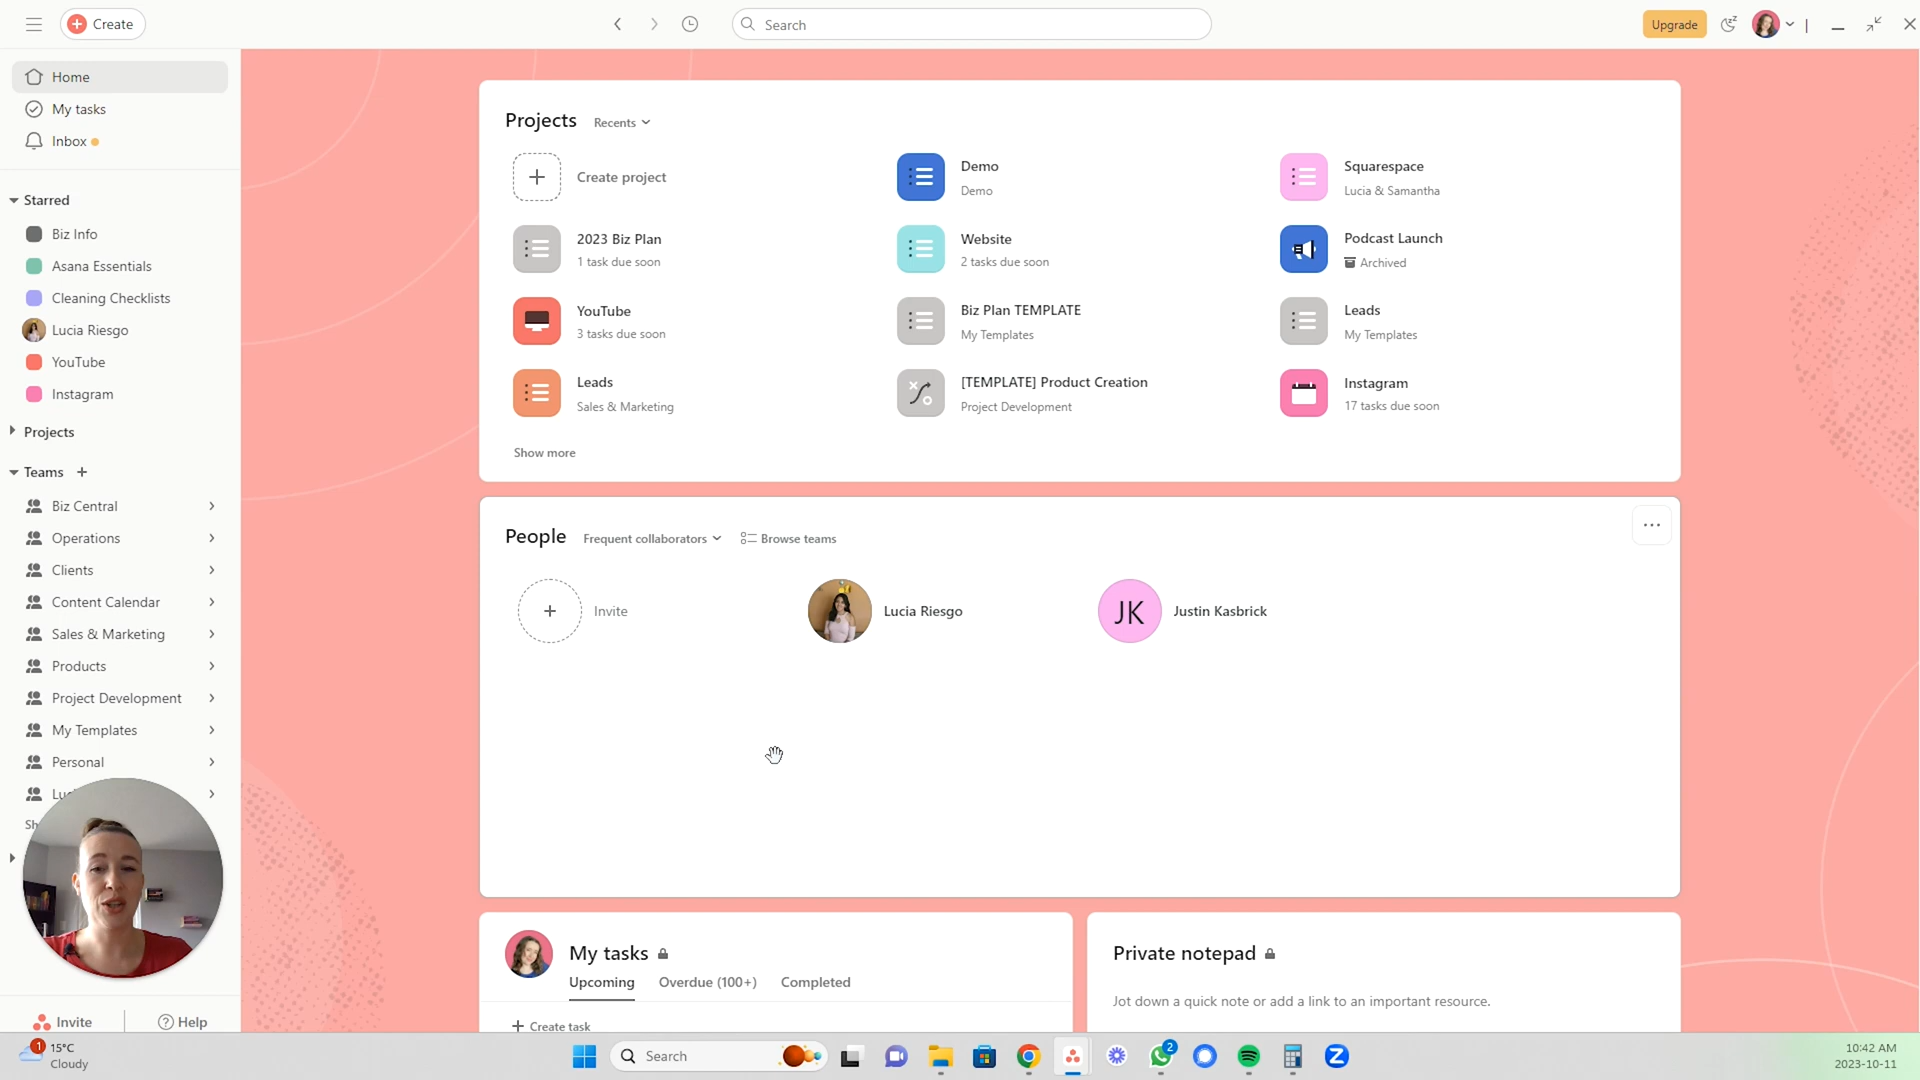 Create
Search
Upgrade
Home
My tasks
Inbox
Starred
Biz Info
Asana Essentials
Cleaning Checklists
Lucia Riesgo
YouTube
Instagram
Projects
Teams
Biz Central
Operations
Clients
Content Calendar
Sales & Marketing
Products
Project Development
My Templates
Personal
Invite
Help
Projects Recents
Create project
Demo
Demo
Squarespace
Lucia & Samantha
2023 Biz Plan
1 task due soon
Website
2 tasks due soon
Podcast Launch
Archived
YouTube
3 tasks due soon
Biz Plan TEMPLATE
My Templates
Leads
My Templates
Leads
Sales & Marketing
[TEMPLATE] Product Creation
Project Development
Instagram
17 tasks due soon
Show more
People Frequent collaborators Browse teams
Invite
Lucia Riesgo
JK Justin Kasbrick
My tasks
Upcoming Overdue (100+) Completed
Create task
Private notepad
Jot down a quick note or add a link to an important resource.
1
15°C
Cloudy
Search
2
Z
10:42 AM
2023-10-11